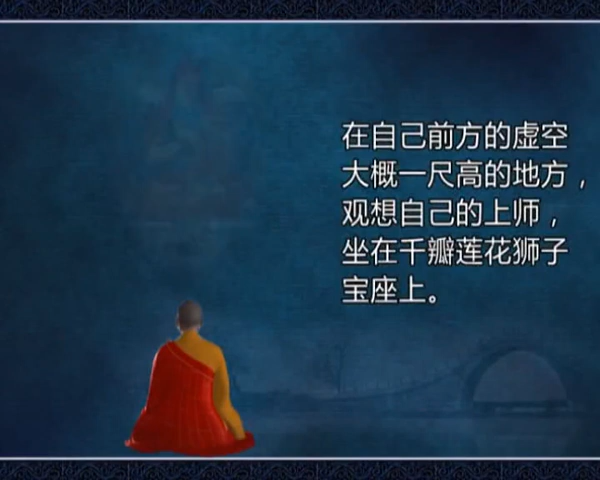 在自己前方的虚空
大概一尺高的地方，
观想自己的上师，
坐在千瓣莲花狮子
宝座上。